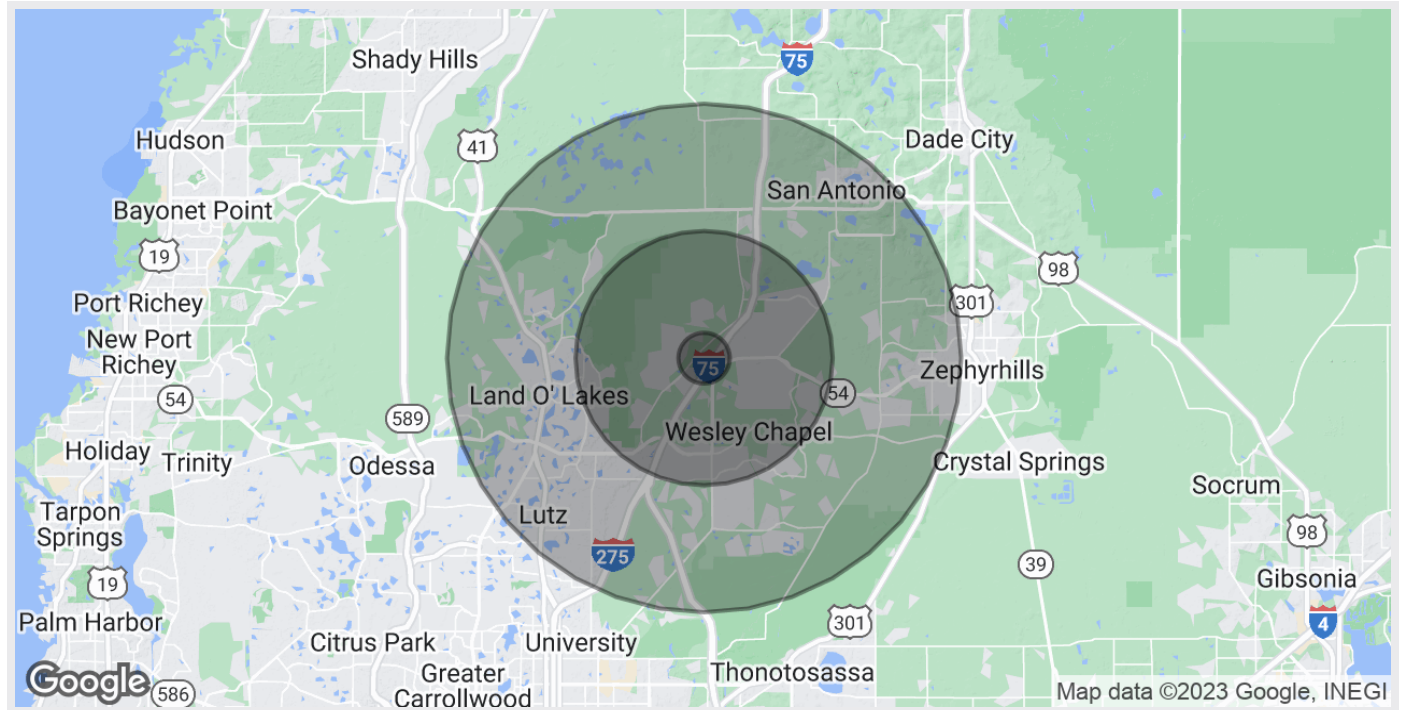 Shady Hills
75
Hudson
41
Dade City
San Antonio
Bayonet Point
19
98
Port Richey
301
New Port
Richey
75
Zephyrhills
54
Land O' Lakes
54
589
Wesley Chapel
Holiday
Trinity
Odessa
Crystal Springs
Socrum
Tarpon
Springs
Lutz
98
275
39
19
Gibsonia
Palm Harbor
301
4
Citrus Park
University
Greater
Carrollwood
Thonotosassa
Google
586
Map data ©2023 Google, INEGI